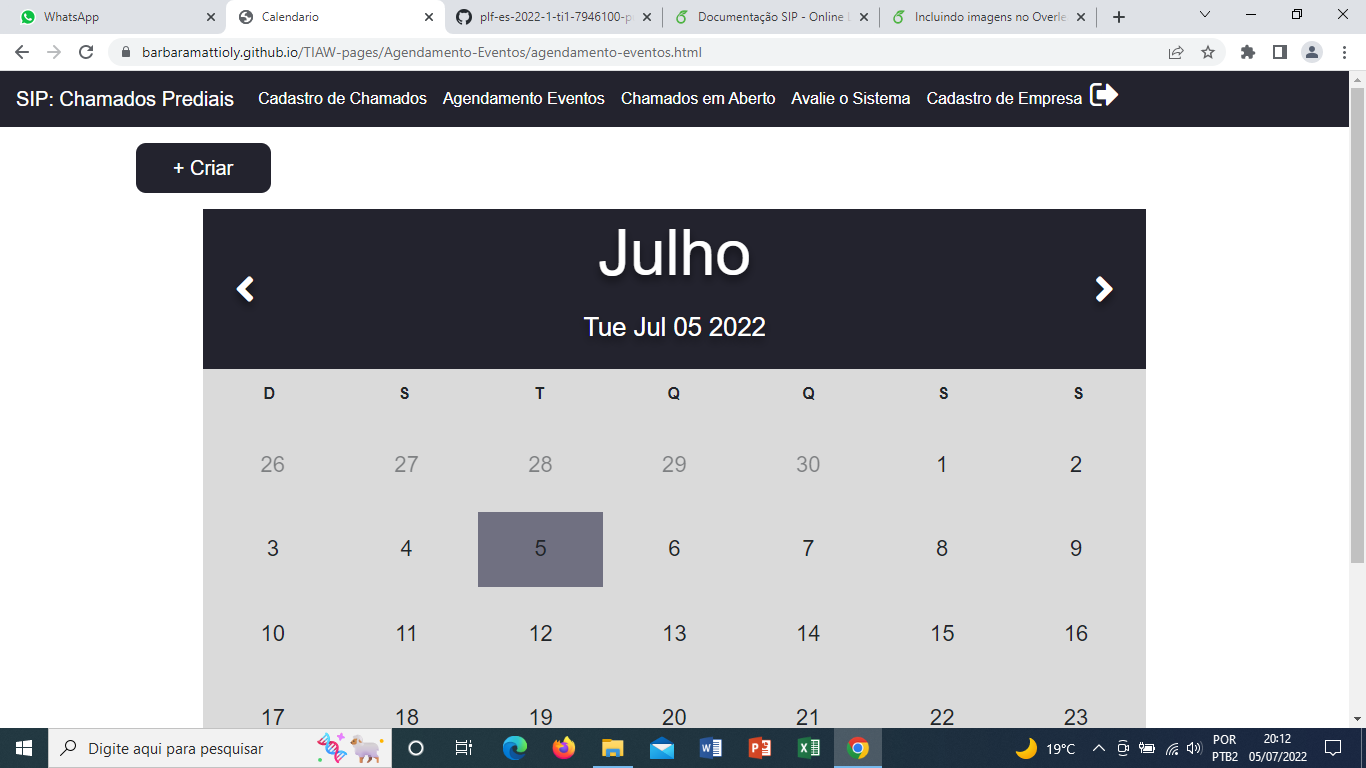 WhatsApp
Calendario
plf-es-2022-1-ti1-7946100-p
Documentação SIP - Online
Incluindo imagens no Overle
barbaramattioly.github.io/TIAW-pages/Agendamento-Eventos/agendamento-eventos.html
SIP: Chamados Prediais Cadastro de Chamados Agendamento Eventos Chamados em Aberto Avalie o Sistema Cadastro de Empresa
+ Criar
Julho
Tue Jul 05 2022
D S T Q Q S S
26 27 28 29 30 1 2
3 4 5 6 7 8 9
10 11 12 13 14 15 16
17 18 19 20 21 22 23
Digite aqui para pesquisar
19°C
POR
PTB2
20:12
05/07/2022